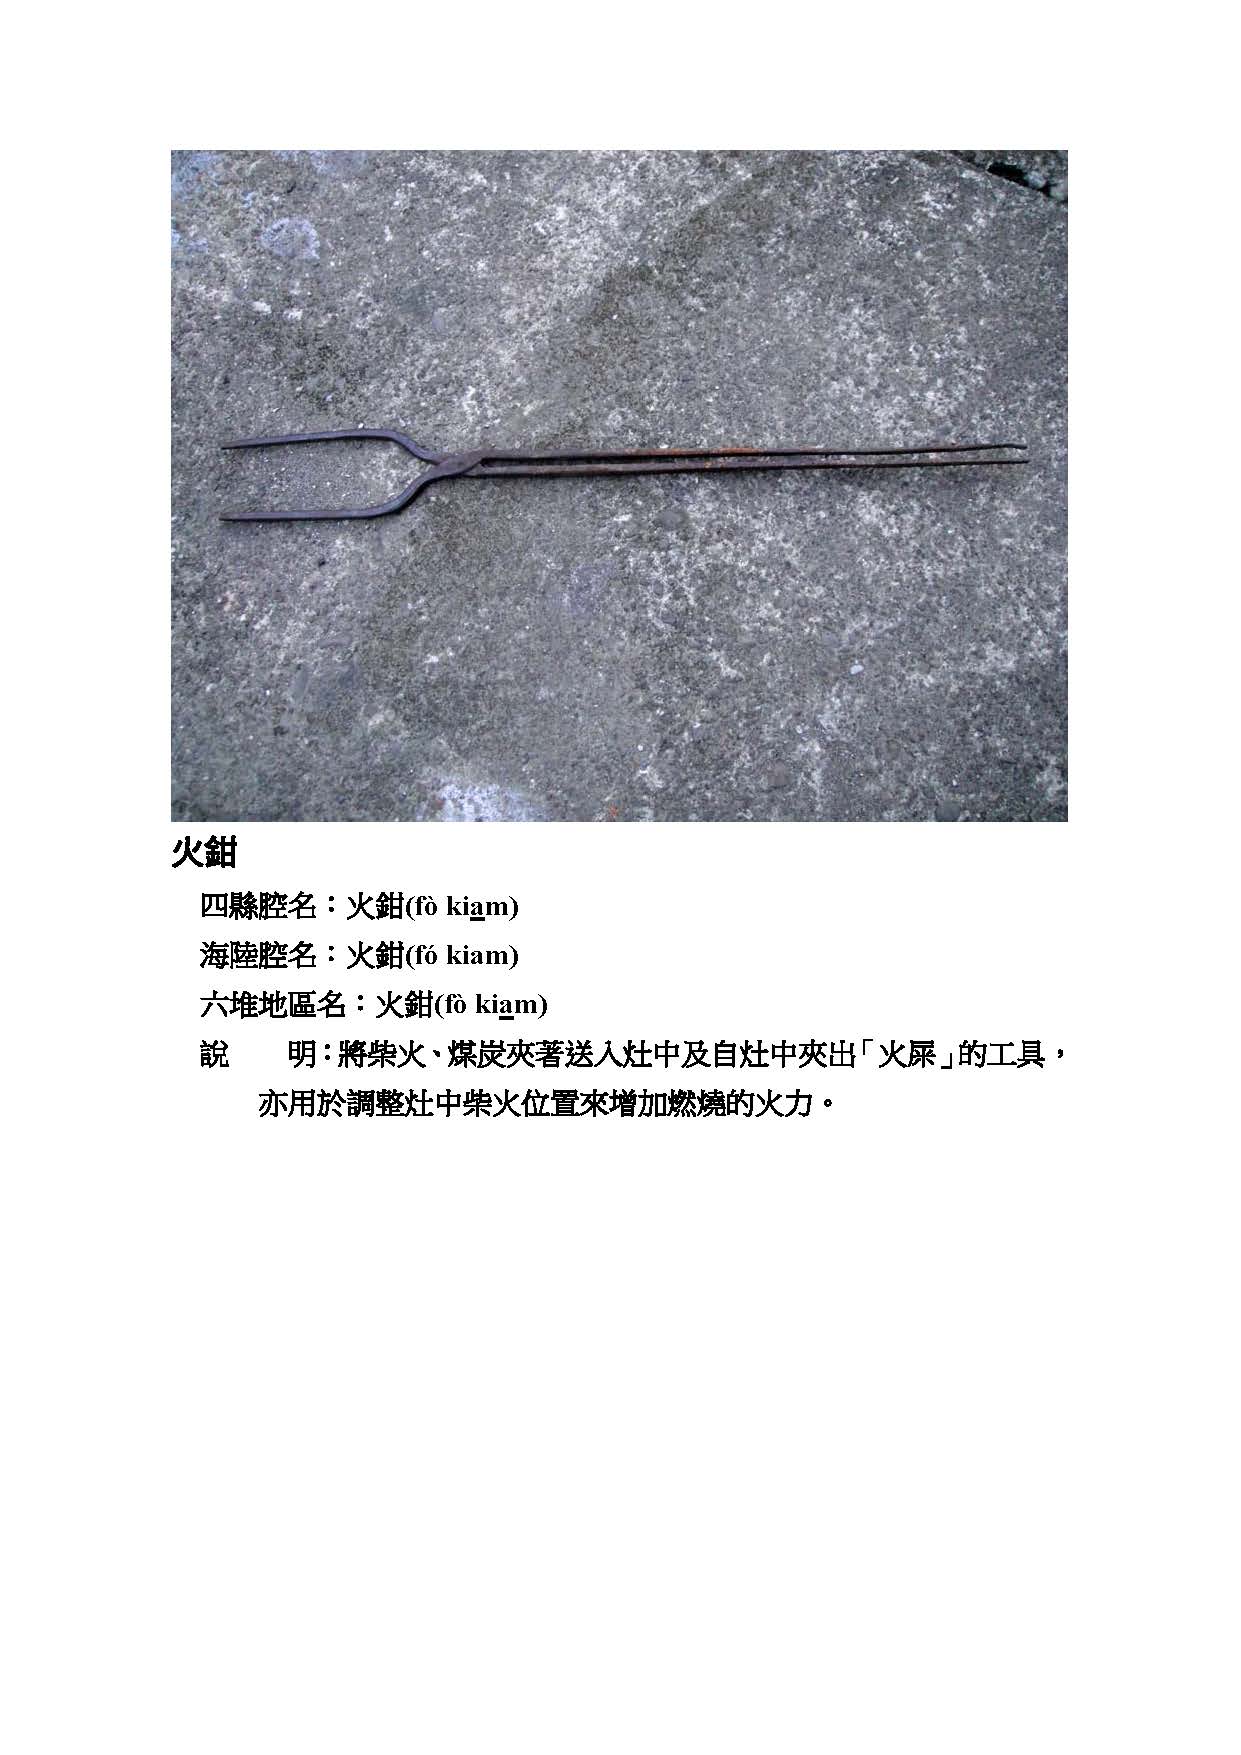 火鉗
四縣腔名：火鉗(fò kia̱m)
海陸腔名：火鉗(fó kiam)
六堆地區名：火鉗(fò kia̱m)
說　　明：將柴火、煤炭夾著送入灶中及自灶中夾出「火屎」的工具，
亦用於調整灶中柴火位置來增加燃燒的火力。